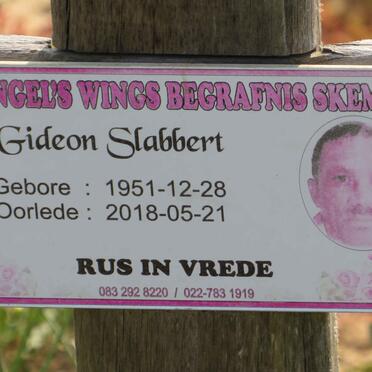 NGEL'S WINGS BEGRAFNIS SKEM
Gideon Slabbert
Gebore : 1951-12-28
Oorlede : 2018-05-21
RUS IN VREDE
083 292 8220 / 022-783 1919